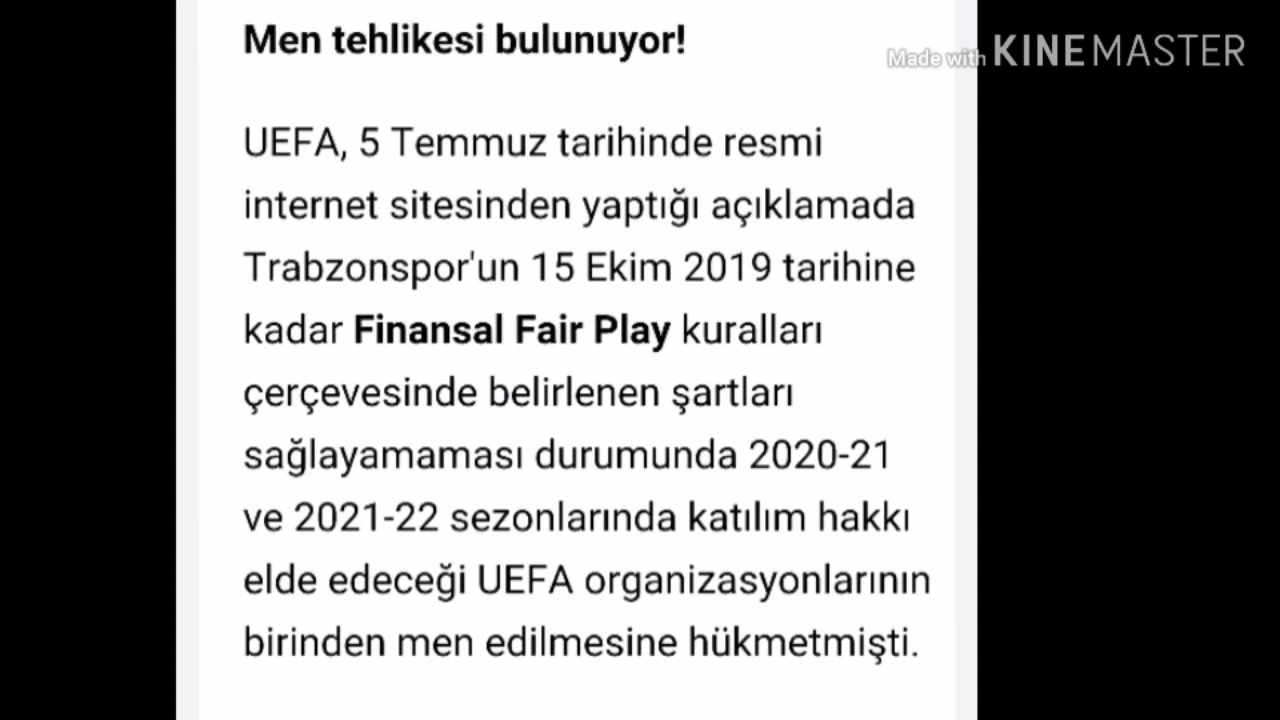 Men tehlikesi bulunuyor!
Made with KINEMASTER
UEFA, 5 Temmuz tarihinde resmi
internet sitesinden yaptığı açıklamada
Trabzonspor'un 15 Ekim 2019 tarihine
kadar Finansal Fair Play kuralları
çerçevesinde belirlenen şartları
sağlayamaması durumunda 2020-21
ve 2021-22 sezonlarında katılım hakkı
elde edeceği UEFA organizasyonlarının
birinden men edilmesine hükmetmişti.